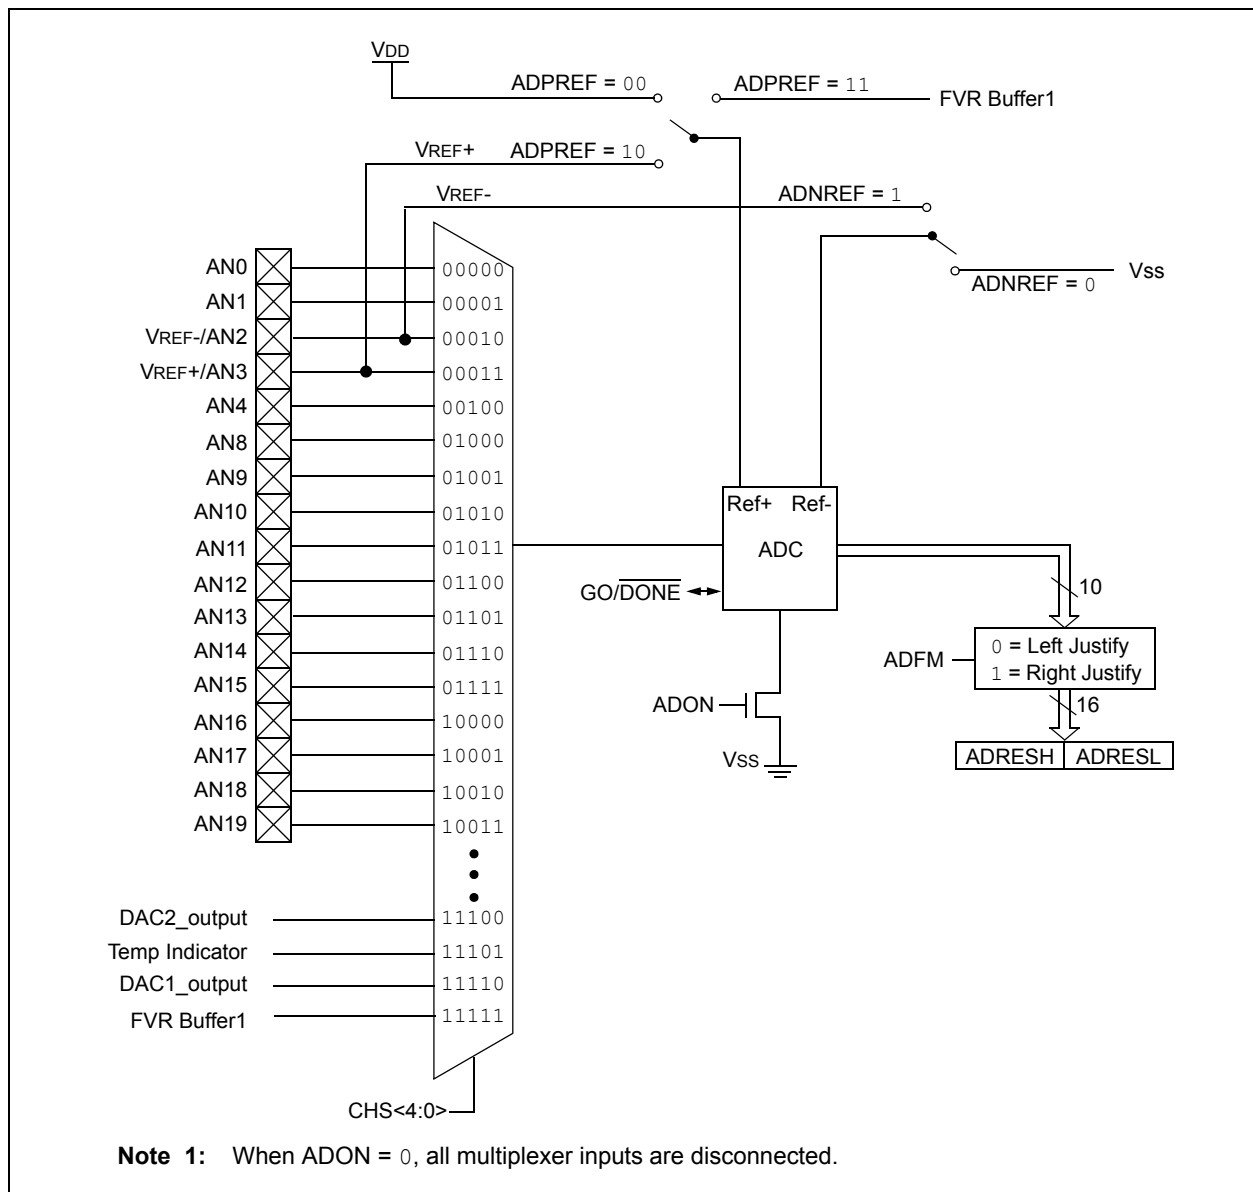 VDD
ADPREF = 00
ADPREF = 11
FVR Buffer1
VREF+
ADPREF = 10
VREF-
ADNREF = 1
Vss
ADNREF = 0
AN0
00000
AN1
00001
VREF-/AN2
00010
VREF+/AN3
00011
AN4
00100
AN8
01000
AN9
01001
AN10
01010
AN11
01011
AN12
01100
AN13
01101
AN14
01110
AN15
01111
AN16
10000
AN17
10001
AN18
10010
AN19
10011
Ref+ Ref-
ADC
GO/DONE
10
ADFM
0 = Left Justify
1 = Right Justify
16
ADRESH ADRESL
ADON
Vss
DAC2_output
11100
Temp Indicator
11101
DAC1_output
11110
FVR Buffer1
11111
CHS<4:0>
Note 1: When ADON = 0, all multiplexer inputs are disconnected.